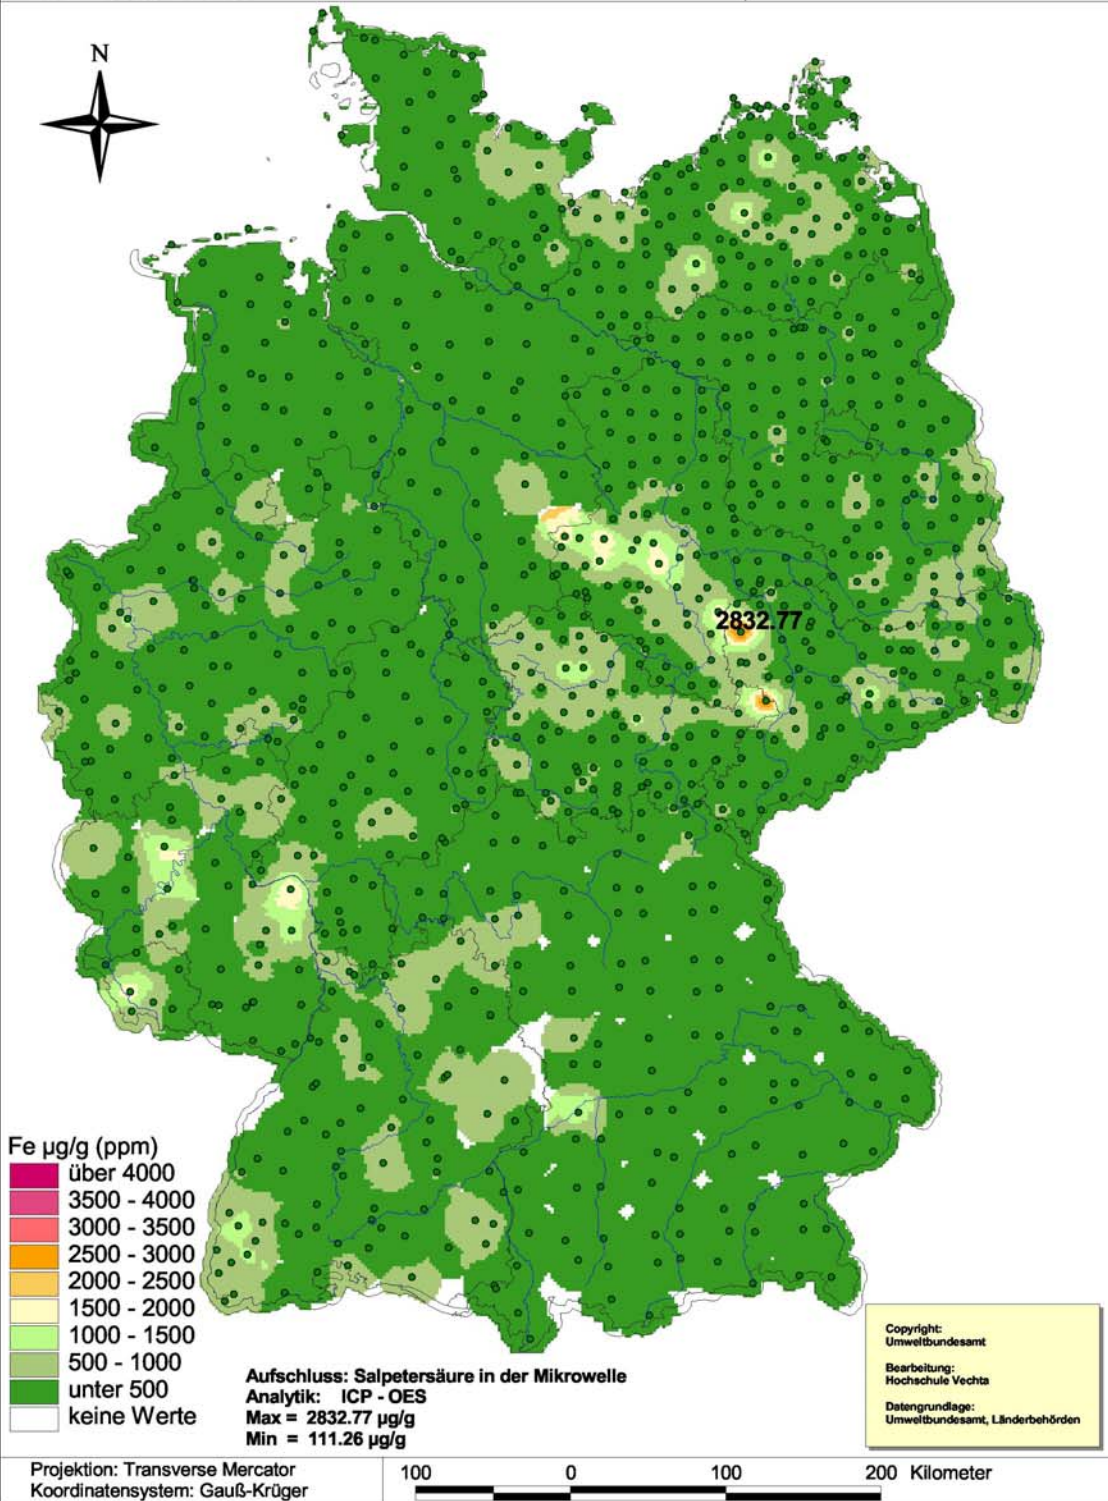 N
2832.77
Fe µg/g (ppm)
über 4000
3500 - 4000
3000 - 3500
2500 - 3000
2000 - 2500
1500 - 2000
1000 - 1500
500 - 1000
unter 500
keine Werte
Aufschluss: Salpetersäure in der Mikrowelle
Analytik: ICP - OES
Max = 2832.77 µg/g
Min = 111.26 µg/g
Copyright:
Umweltbundesamt
Bearbeitung:
Hochschule Vechta
Datengrundlage:
Umweltbundesamt, Länderbehörden
Projektion: Transverse Mercator
Koordinatensystem: Gauß-Krüger
100 0 100 200 Kilometer